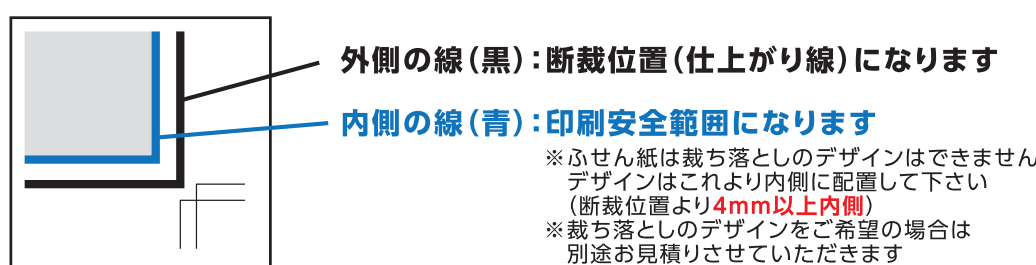 外側の線(黒):断裁位置(仕上がり線)になります
内側の線(青):印刷安全範囲になります
※ふせん紙は裁ち落としのデザインはできません
デザインはこれより内側に配置して下さい
(断裁位置より4mm以上内側)
※裁ち落としのデザインをご希望の場合は
別途お見積りさせていただきます